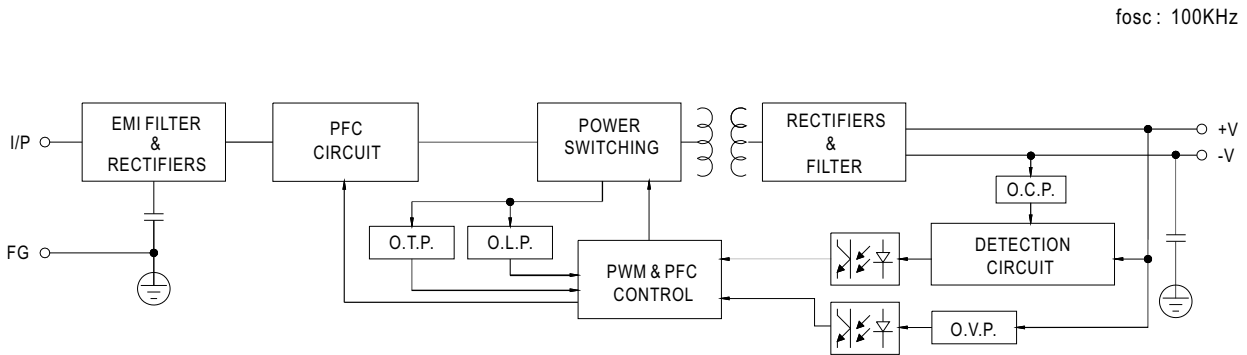 fosc : 100KHz
I/P
EMI FILTER
&
RECTIFIERS
PFC
CIRCUIT
POWER
SWITCHING
RECTIFIERS
&
FILTER
+V
-V
O.C.P.
FG
O.T.P.
O.L.P.
PWM & PFC
CONTROL
DETECTION
CIRCUIT
O.V.P.